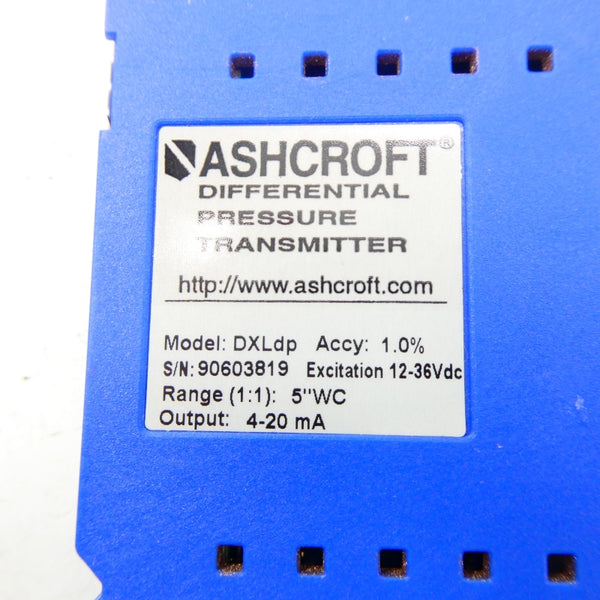 ASHCROFT®
DIFFERENTIAL
PRESSURE
TRANSMITTER
http://www.ashcroft.com
Model: DXLdp Accy: 1.0%
S/N: 90603819 Excitation 12-36Vdc
Range (1:1): 5"WC
Output: 4-20 mA